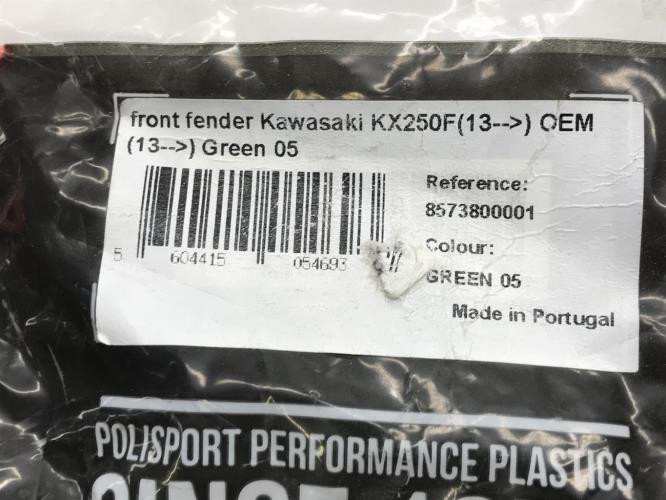 front fender Kawasaki KX250F(13-->) OEM
(13-->) Green 05
Reference:
8573800001
5 604415 054693
Colour:
GREEN 05
Made in Portugal
POLISPORT PERFORMANCE PLASTICS
SINCE